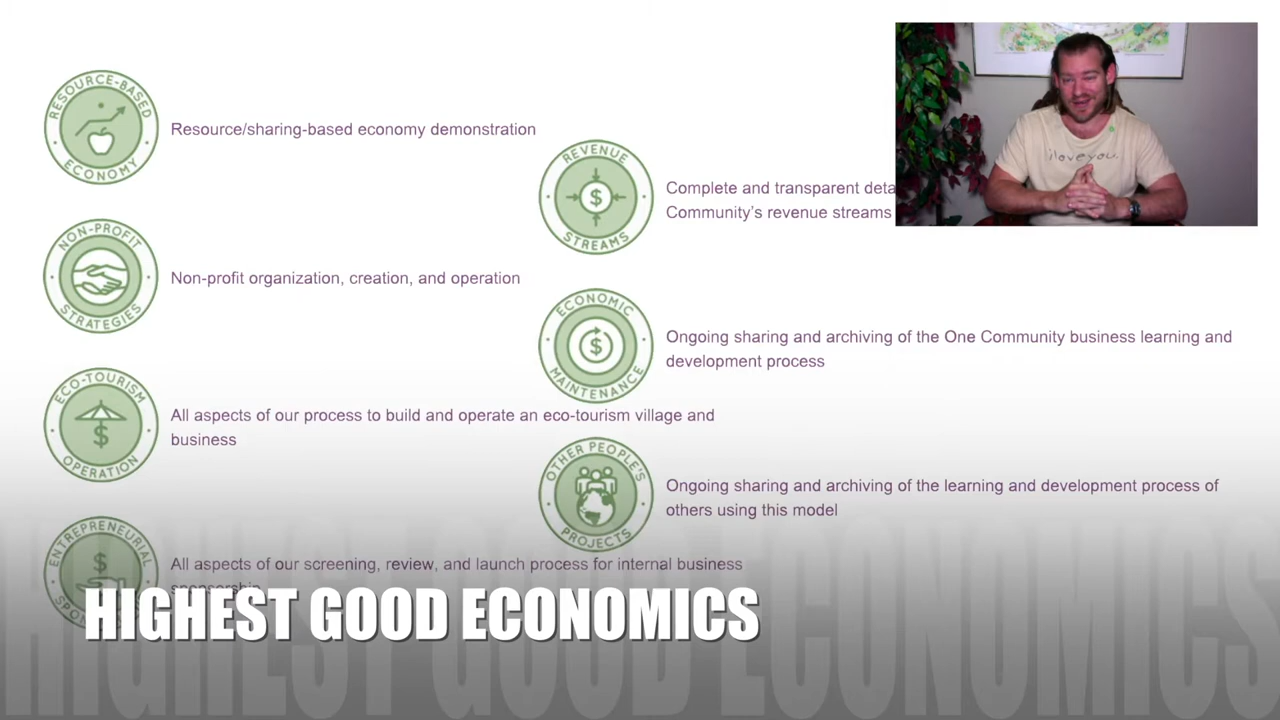 RESOURCE-BASED
ECONOMY
Resource/sharing-based economy demonstration
NON-PROFIT
STRATEGIES
Non-profit organization, creation, and operation
ECO-TOURISM
OPERATION
All aspects of our process to build and operate an eco-tourism village and
business
ENTREPRENEURIAL
All aspects of our screening, review, and launch process for internal business
sponsorship
REVENUE
STREAMS
Complete and transparent
Community's revenue streams
ECONOMIC
MAINTENANCE
Ongoing sharing and archiving of the One Community business learning and
development process
OTHER PEOPLE'S
PROJECTS
Ongoing sharing and archiving of the learning and development process of
others using this model
i love you.
HIGHEST GOOD ECONOMICS
HIGHEST GOOD ECONOMICS